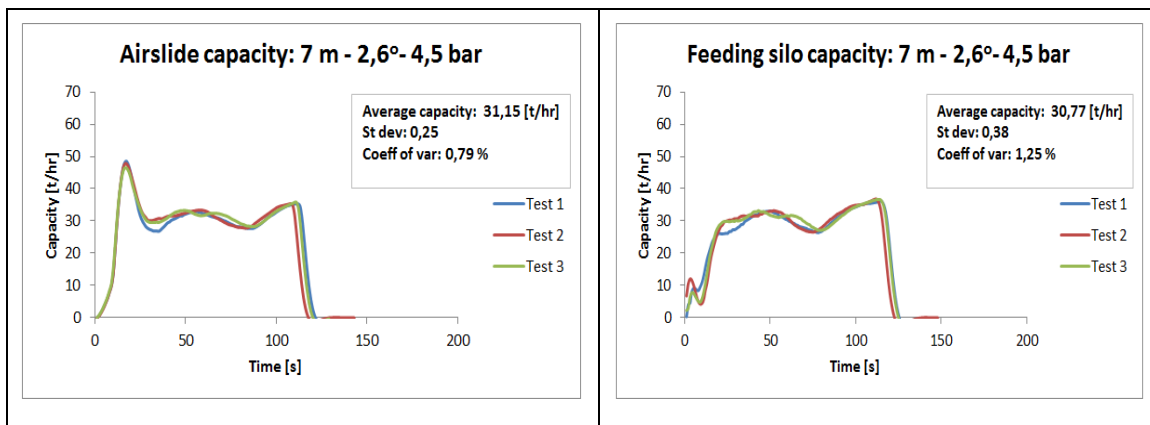 Airslide capacity: 7 m - 2,6°- 4,5 bar
70
60
50
40
30
20
10
0
Capacity [t/hr]
Average capacity: 31,15 [t/hr]
St dev: 0,25
Coeff of var: 0,79 %
Test 1
Test 2
Test 3
0 50 100 150 200
Time [s]
Feeding silo capacity: 7 m - 2,6°- 4,5 bar
70
60
50
40
30
20
10
0
Capacity [t/hr]
Average capacity: 30,77 [t/hr]
St dev: 0,38
Coeff of var: 1,25 %
Test 1
Test 2
Test 3
0 50 100 150 200
Time [s]